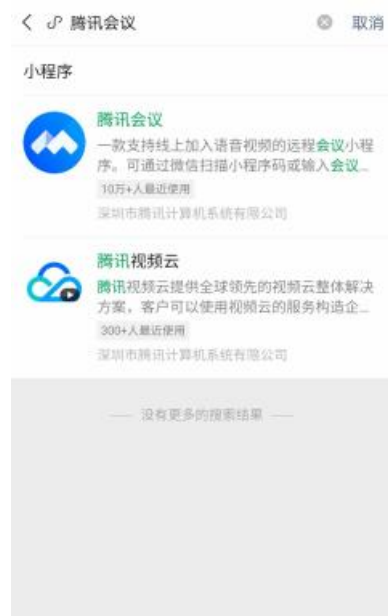 腾讯会议
取消
小程序
腾讯会议
一款支持线上加入语音视频的远程会议小程
序。可通过微信扫描小程序码或输入会议...
10万+人最近使用
深圳市腾讯计算机系统有限公司
腾讯视频云
腾讯视频云提供全球领先的视频云整体解决
方案，客户可以使用视频云的服务构造企...
300+人最近使用
深圳市腾讯计算机系统有限公司
没有更多的搜索结果